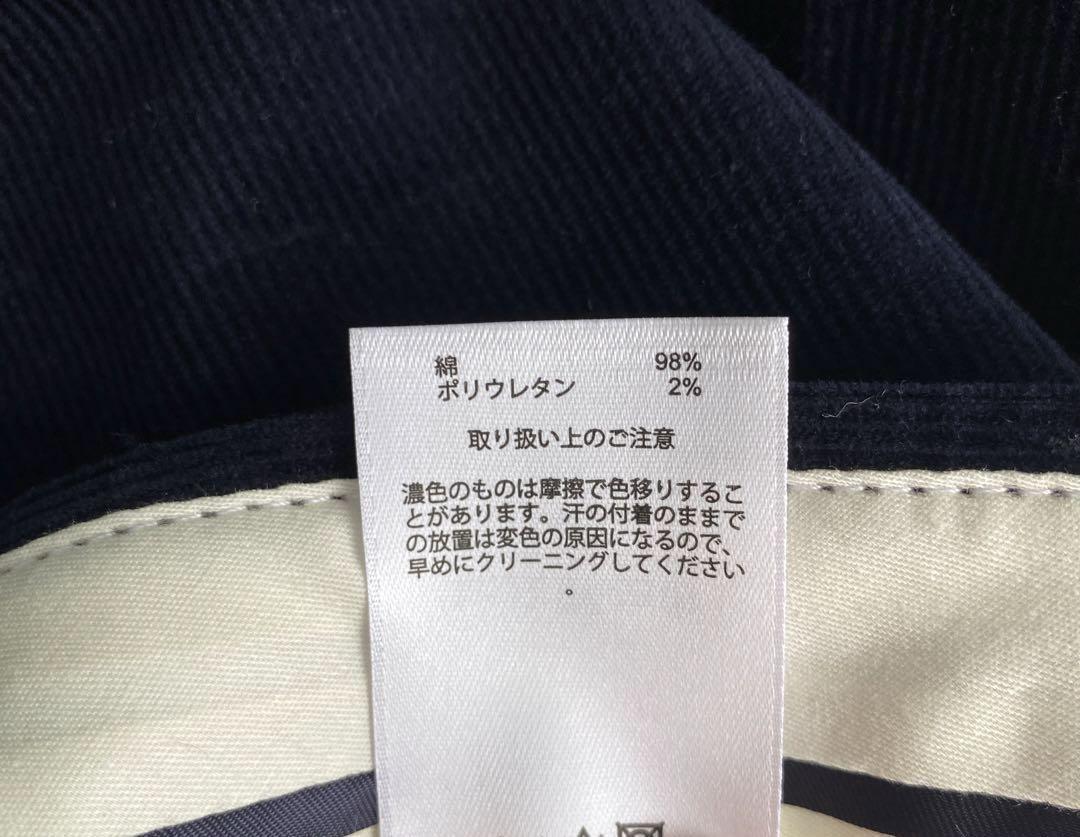 綿 98%
ポリウレタン 2%
取り扱い上のご注意
濃色のものは摩擦で色移りするこ
とがあります。汗の付着のままで
の放置は変色の原因になるので、
早めにクリーニングしてください
。